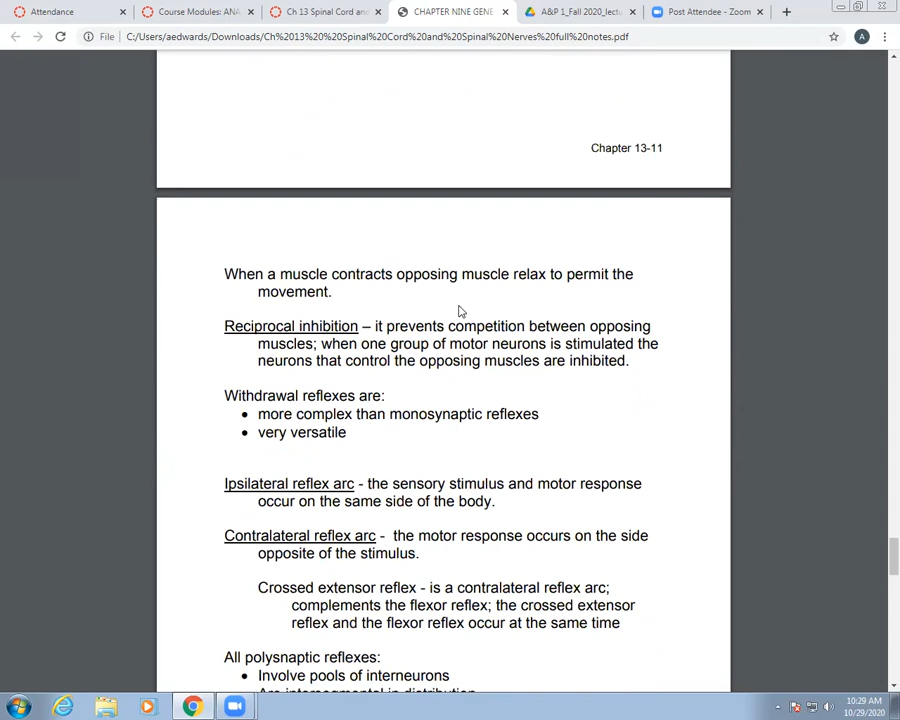 Attendance
Course Modules: ANA
Ch 13 Spinal Cord and
CHAPTER NINE GENE
A&P 1_Fall 2020_lectu
Post Attendee - Zoom
File
C:/Users/aedwards/Downloads/Ch%2013%20%20Spinal%20Cord%20and%20Spinal%20Nerves%20full%20notes.pdf
A
Chapter 13-11
When a muscle contracts opposing muscle relax to permit the
movement.
Reciprocal inhibition – it prevents competition between opposing
muscles; when one group of motor neurons is stimulated the
neurons that control the opposing muscles are inhibited.
Withdrawal reflexes are:
• more complex than monosynaptic reflexes
• very versatile
Ipsilateral reflex arc - the sensory stimulus and motor response
occur on the same side of the body.
Contralateral reflex arc - the motor response occurs on the side
opposite of the stimulus.
Crossed extensor reflex - is a contralateral reflex arc;
complements the flexor reflex; the crossed extensor
reflex and the flexor reflex occur at the same time
All polysnaptic reflexes:
• Involve pools of interneurons
• Are intersegmental in distribution
10:29 AM
10/29/2020